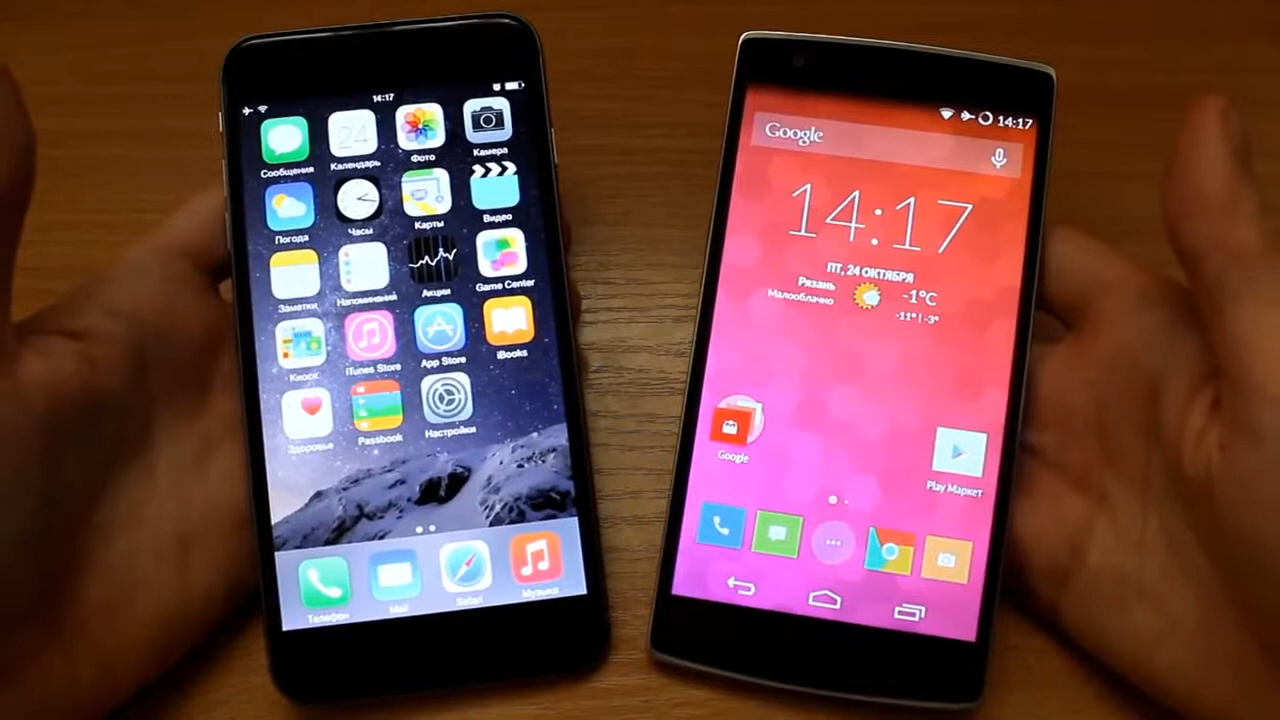 14:17
24
Сообщения
Календарь
Фото
Камера
Погода
Часы
Карты
Видео
Заметки
Напоминания
Акции
Game Center
Киоск
iTunes Store
App Store
iBooks
Здоровье
Passbook
Настройки
Телефон
Mail
Safari
Музыка
14:17
Google
14:17
ПТ, 24 ОКТЯБРЯ
Рязань
Малооблачно
-1°C
-11° | -3°
Google
Play Маркет